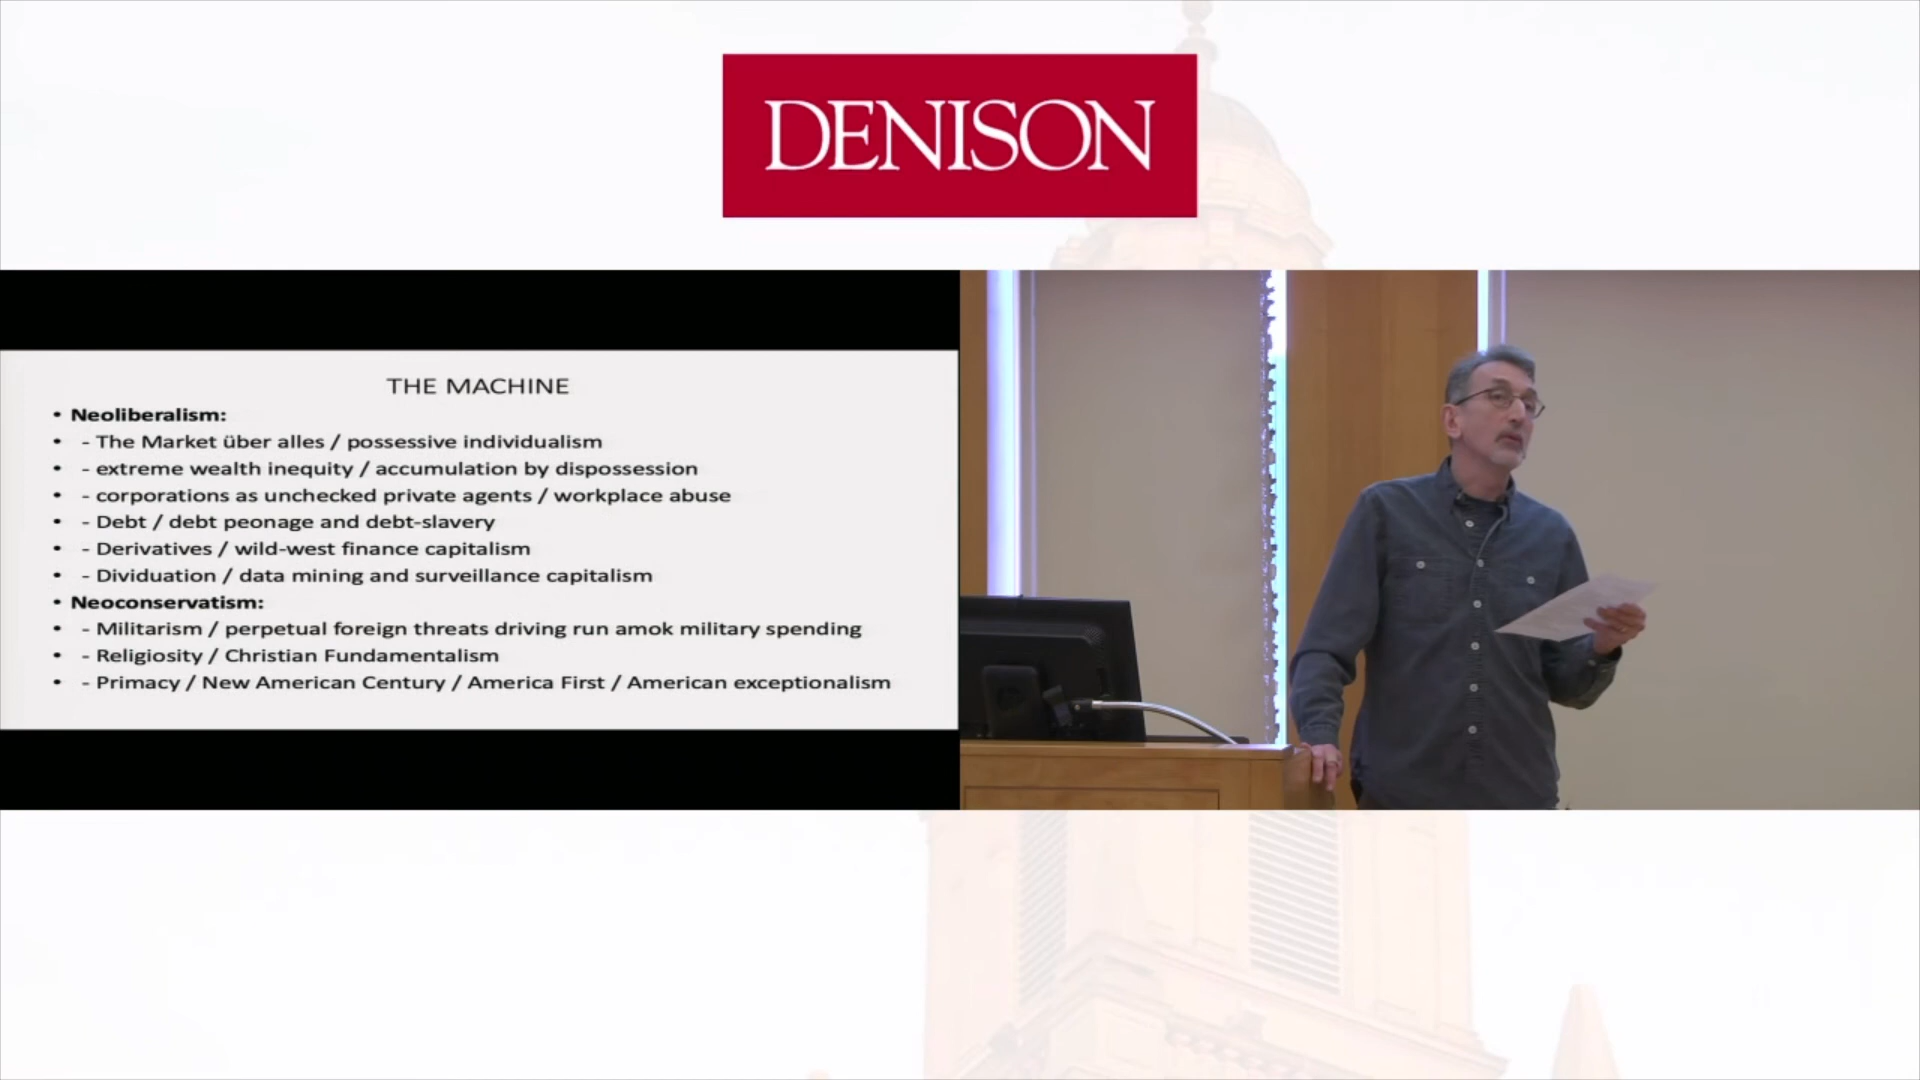 DENISON
THE MACHINE
• Neoliberalism:
• - The Market über alles / possessive individualism
• - extreme wealth inequity / accumulation by dispossession
• - corporations as unchecked private agents / workplace abuse
• - Debt / debt peonage and debt-slavery
• - Derivatives / wild-west finance capitalism
• - Dividuation / data mining and surveillance capitalism
• Neoconservatism:
• - Militarism / perpetual foreign threats driving run amok military spending
• - Religiosity / Christian Fundamentalism
• - Primacy / New American Century / America First / American exceptionalism